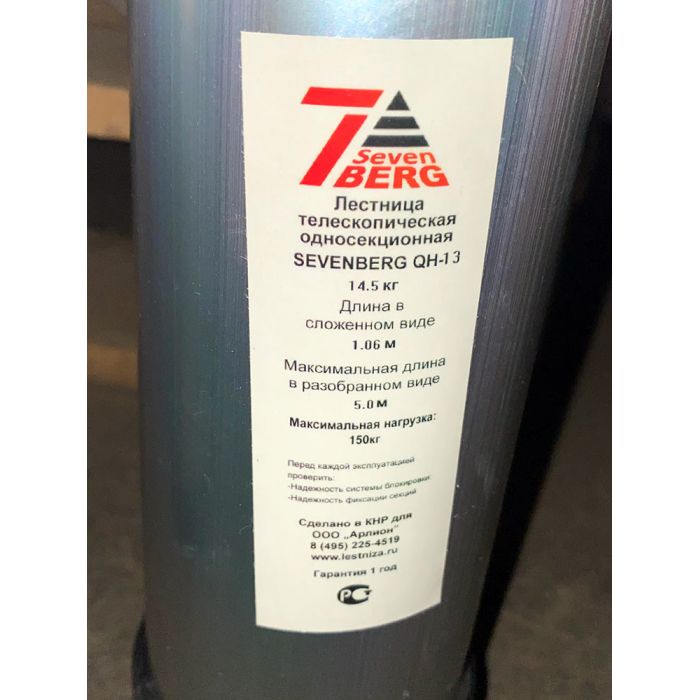 7
Seven
BERG
Лестница
телескопическая
односекционная
SEVENBERG QH-13
14.5 кг
Длина в
сложенном виде
1.06 м
Максимальная длина
в разобранном виде
5.0 м
Максимальная нагрузка:
150кг
Перед каждой эксплуатацией
проверить:
-Надежность системы блокировки
-Надежность фиксации секций
Сделано в КНР для
ООО „Арлион"
8 (495) 225-4519
www.lestniza.ru
Гарантия 1 год
РСТ